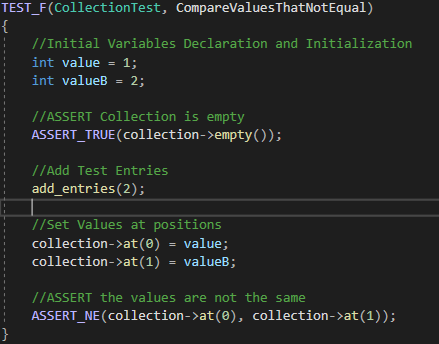 TEST_F(CollectionTest, CompareValuesThatNotEqual)
{
//Initial Variables Declaration and Initialization
int value = 1;
int valueB = 2;
//ASSERT Collection is empty
ASSERT_TRUE(collection->empty());
//Add Test Entries
add_entries(2);
//Set Values at positions
collection->at(0) = value;
collection->at(1) = valueB;
//ASSERT the values are not the same
ASSERT_NE(collection->at(0), collection->at(1));
}